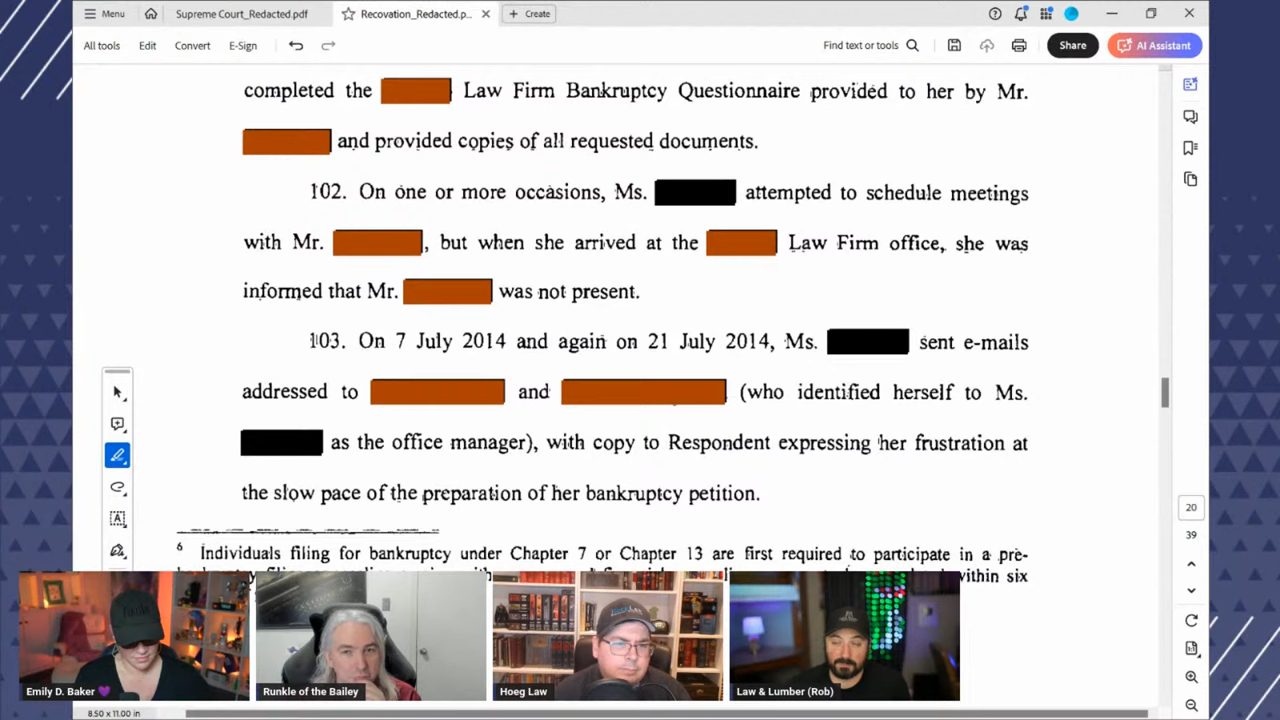 Menu
Supreme Court_Redacted.pdf
Recovation_Redacted.p...
Create
All tools
Edit
Convert
E-Sign
Find text or tools
Share
AI Assistant
completed the Law Firm Bankruptcy Questionnaire provided to her by Mr.
and provided copies of all requested documents.
102. On one or more occasions, Ms. attempted to schedule meetings
with Mr. , but when she arrived at the Law Firm office, she was
informed that Mr. was not present.
103. On 7 July 2014 and again on 21 July 2014, Ms. sent e-mails
addressed to and (who identified herself to Ms.
as the office manager), with copy to Respondent expressing her frustration at
the slow pace of the preparation of her bankruptcy petition.
6 Individuals filing for bankruptcy under Chapter 7 or Chapter 13 are first required to participate in a pre-
within six
20
39
Emily D. Baker 💜
Runkle of the Bailey
Hoeg Law
Law & Lumber (Rob)
8.50 x 11.00 in